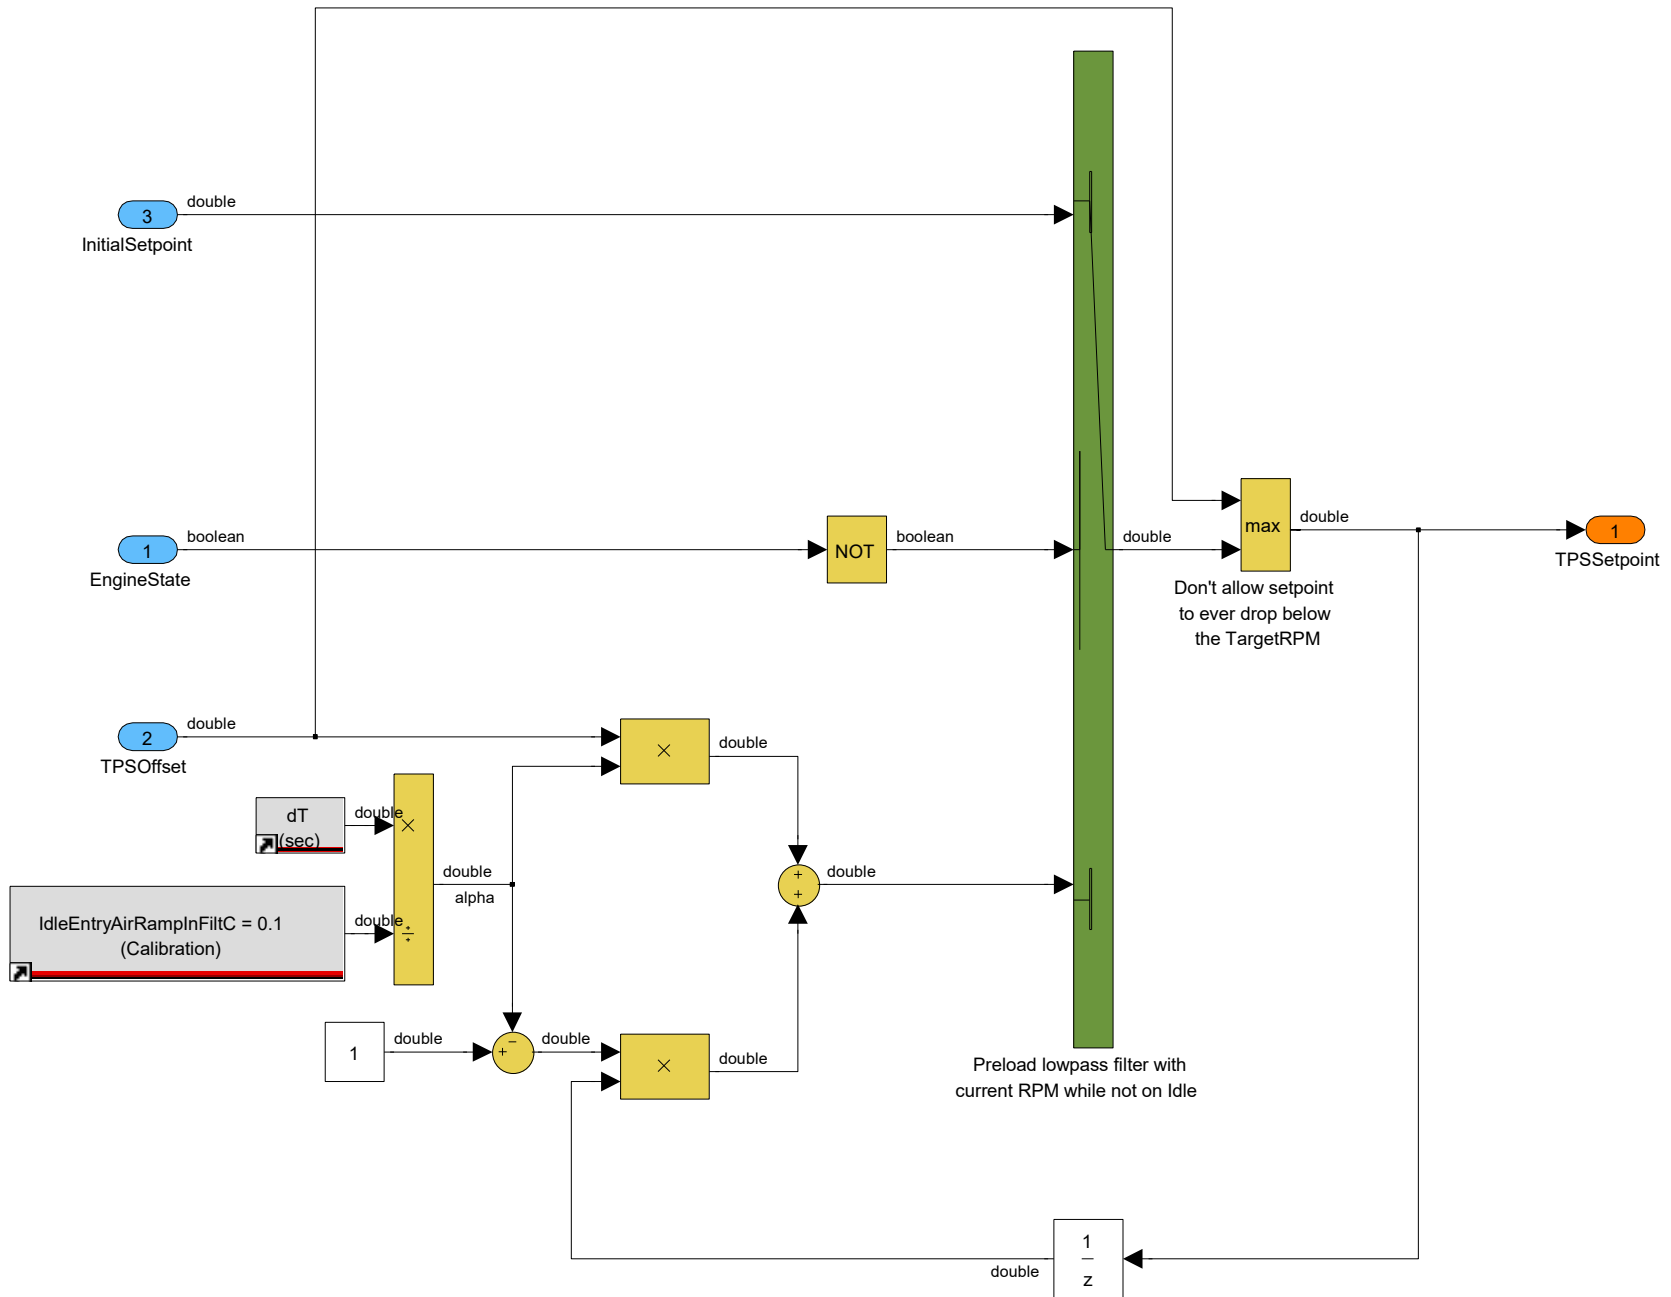 double
3
InitialSetpoint
boolean
1
EngineState
NOT
boolean
double
max
double
1
TPSSetpoint
Don't allow setpoint
to ever drop below
the TargetRPM
double
2
TPSOffset
×
double
dT
(sec)
double
×
double
alpha
IdleEntryAirRampInFiltC = 0.1
(Calibration)
double
÷
+
+
double
1
double
+
−
double
×
double
Preload lowpass filter with
current RPM while not on Idle
1
z
double